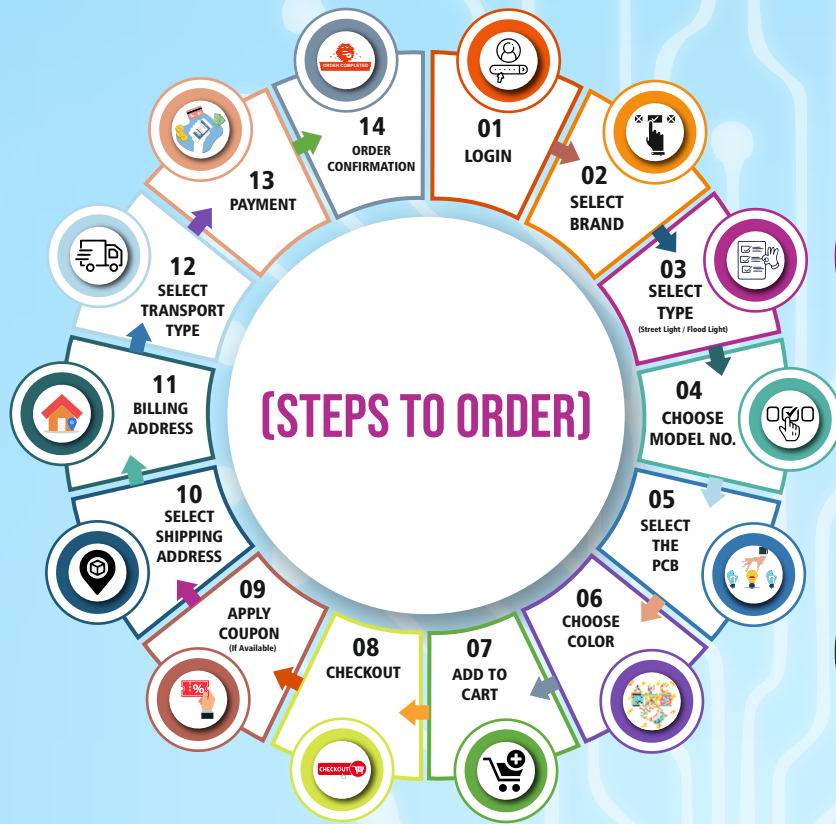 [STEPS TO ORDER]
01
LOGIN
02
SELECT
BRAND
03
SELECT
TYPE
(Street Light / Flood Light)
04
CHOOSE
MODEL NO.
05
SELECT
THE
PCB
06
CHOOSE
COLOR
07
ADD TO
CART
08
CHECKOUT
CHECKOUT
09
APPLY
COUPON
(If Available)
%
10
SELECT
SHIPPING
ADDRESS
11
BILLING
ADDRESS
12
SELECT
TRANSPORT
TYPE
13
PAYMENT
14
ORDER
CONFIRMATION
ORDER COMPLETED